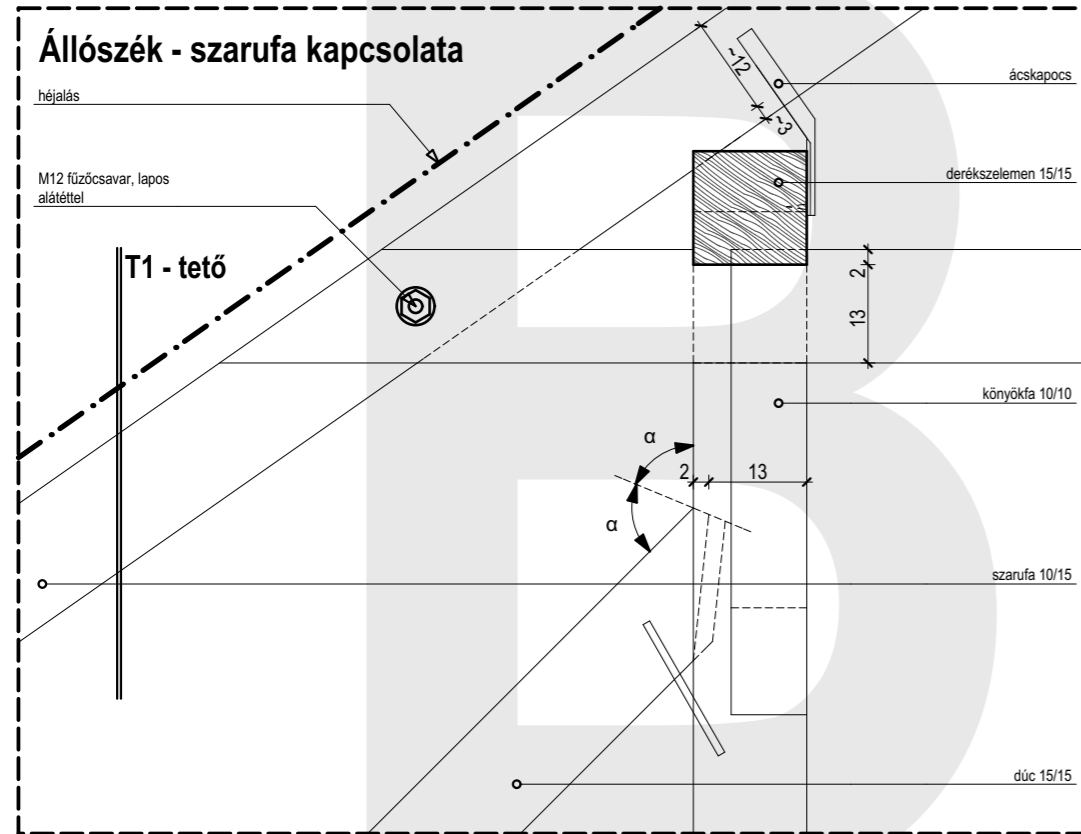 Állószék - szarufa kapcsolata
héjalás
ácskapocs
~12
~3
M12 fűzőcsavar, lapos
alátéttel
derékszelemen 15/15
T1 - tető
2
13
könyökfa 10/10
α
2
13
α
szarufa 10/15
dúc 15/15
B